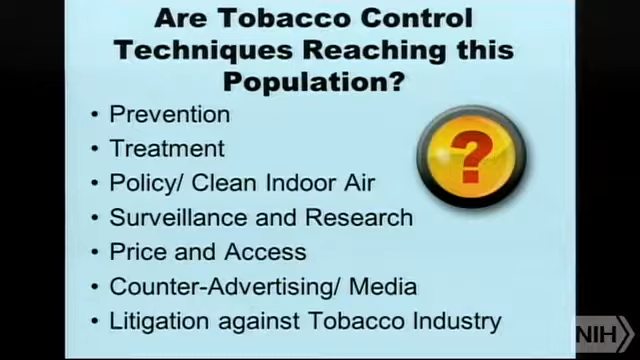 Are Tobacco Control
Techniques Reaching this
Population?
• Prevention
• Treatment
• Policy/ Clean Indoor Air
• Surveillance and Research
• Price and Access
• Counter-Advertising/ Media
• Litigation against Tobacco Industry
?
NIH